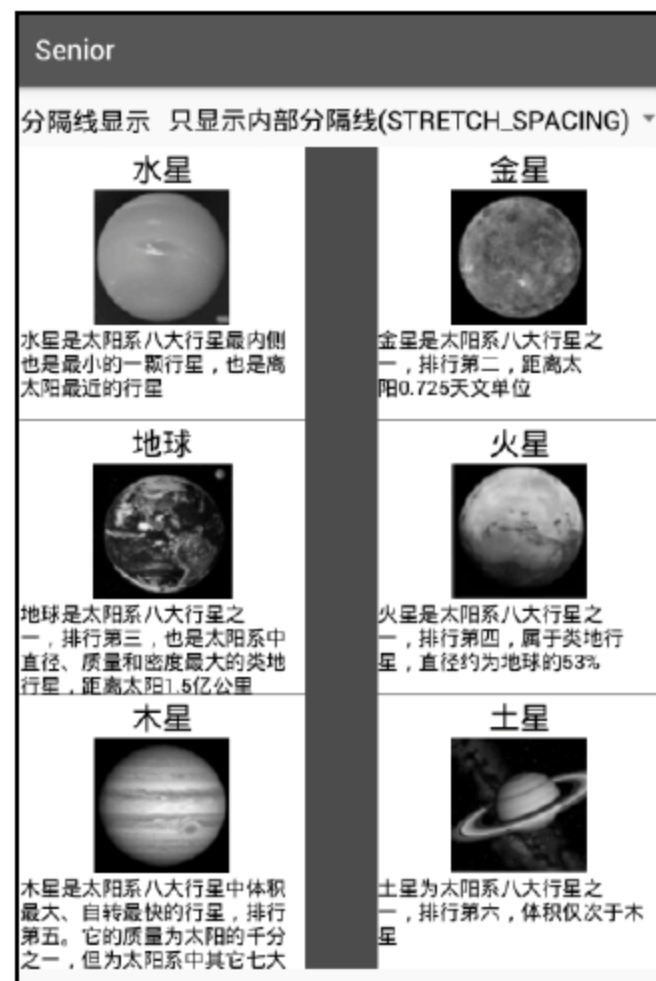 Senior
分隔线显示 只显示内部分隔线(STRETCH_SPACING)
水星
水星是太阳系八大行星最内侧
也是最小的一颗行星，也是离
太阳最近的行星
金星
金星是太阳系八大行星之
一，排行第二，距离太
阳0.725天文单位
地球
地球是太阳系八大行星之
一，排行第三，也是太阳系中
直径、质量和密度最大的类地
行星，距离太阳1.5亿公里
火星
火星是太阳系八大行星之
一，排行第四，属于类地行
星，直径约为地球的53%
木星
木星是太阳系八大行星中体积
最大、自转最快的行星，排行
第五。它的质量为太阳的千分
之一，但为太阳系中其它七大
土星
土星为太阳系八大行星之
一，排行第六，体积仅次于木
星